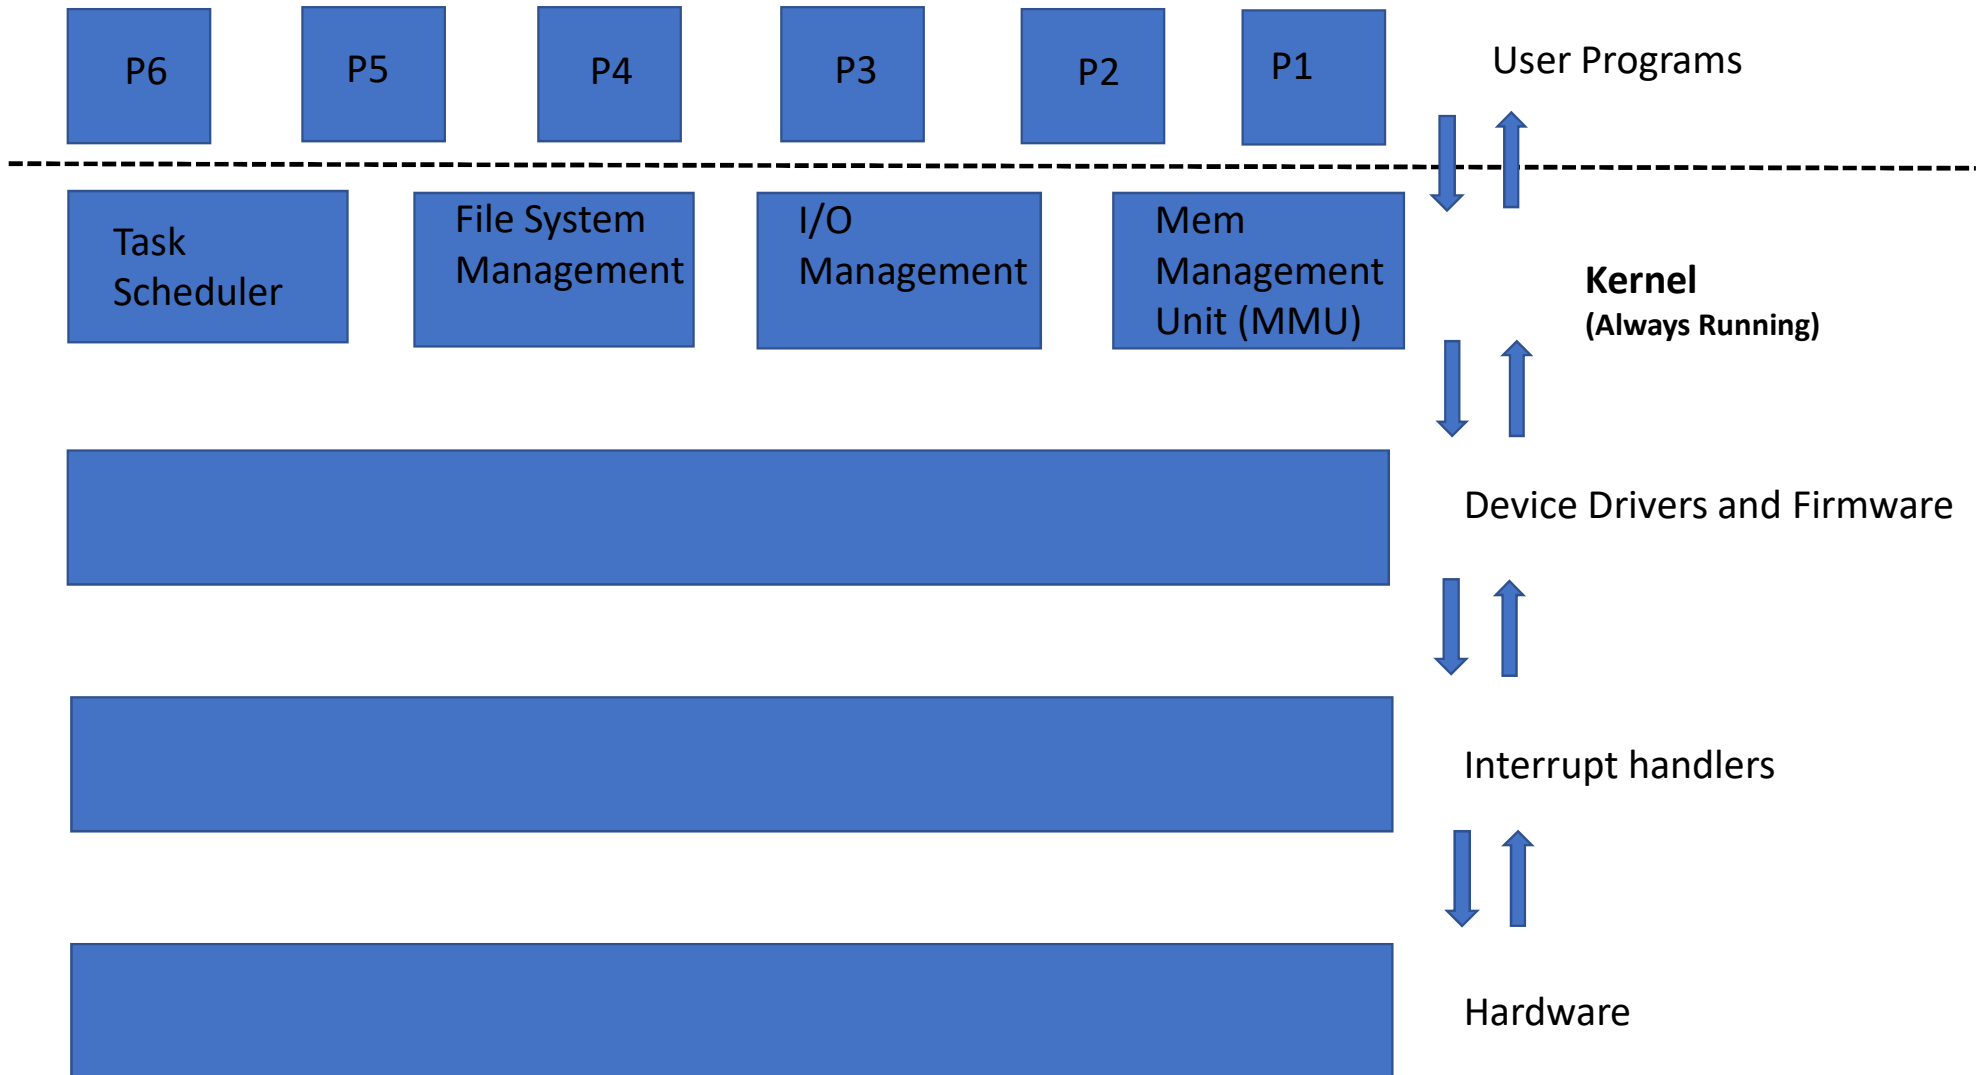 P6
P5
P4
P3
P2
P1
User Programs
Task
Scheduler
File System
Management
I/O
Management
Mem
Management
Unit (MMU)
Kernel
(Always Running)
Device Drivers and Firmware
Interrupt handlers
Hardware